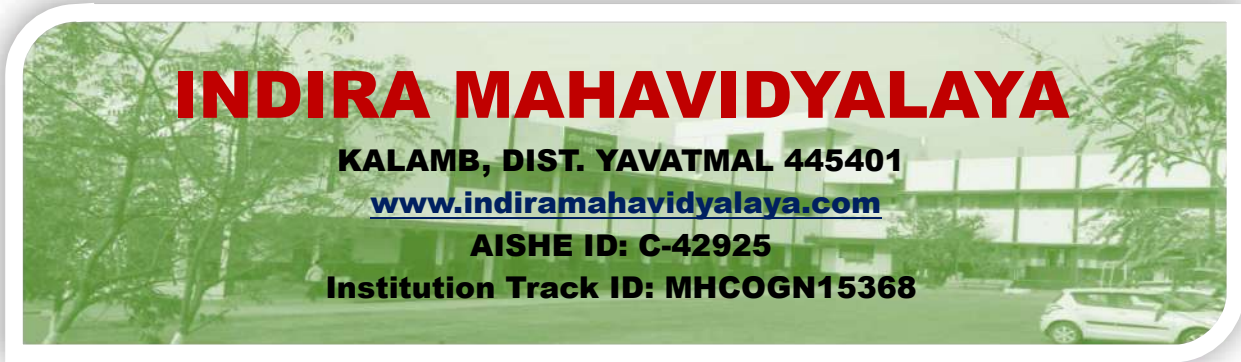 INDIRA MAHAVIDYALAYA
KALAMB, DIST. YAVATMAL 445401
www.indiramahavidyalaya.com
AISHE ID: C-42925
Institution Track ID: MHCOGN15368